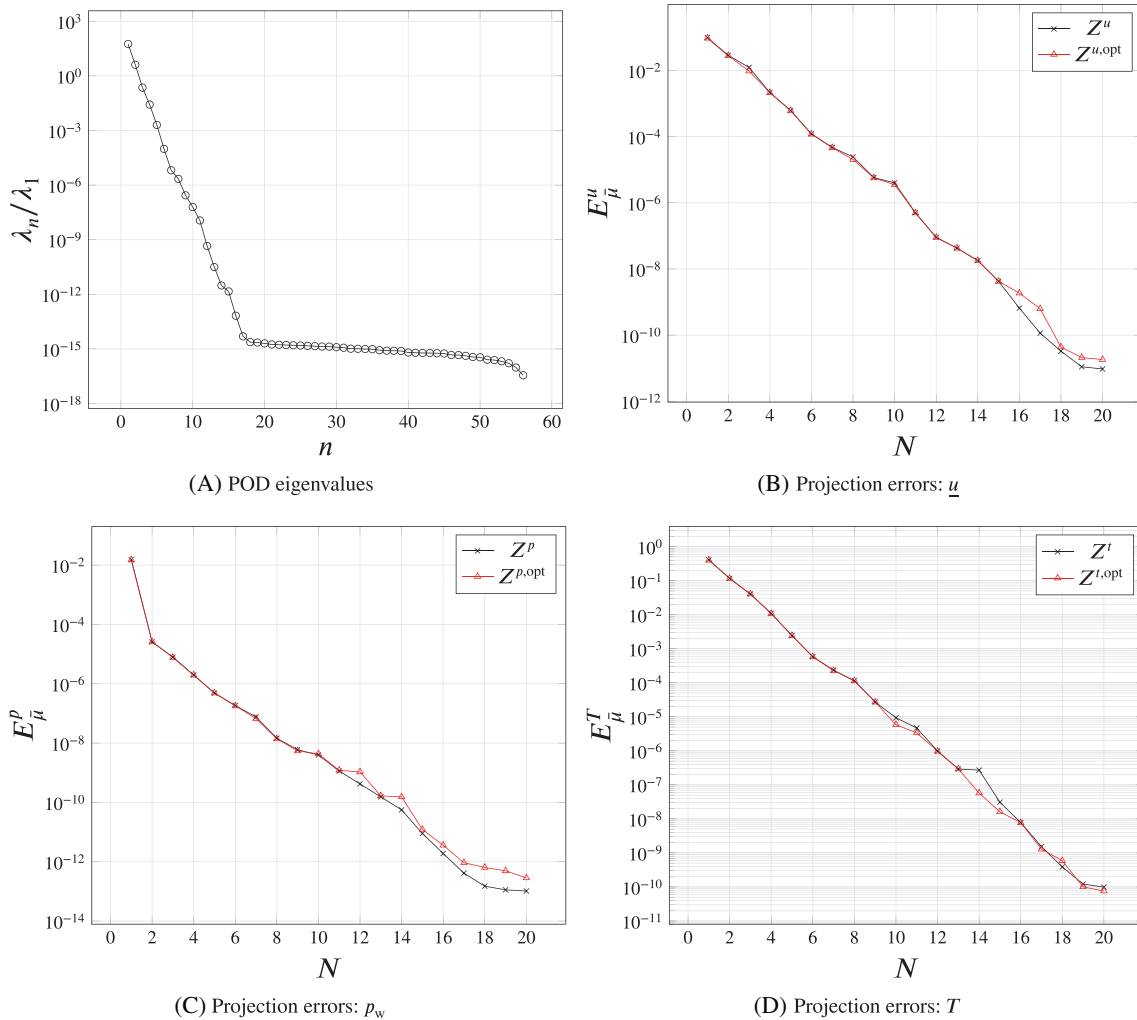 10^3
10^0
10^−3
10^−6
10^−9
10^−12
10^−15
10^−18
λ_n/λ_1
0 10 20 30 40 50 60
n
(A) POD eigenvalues
Z^u
Z^{u,opt}
10^−2
10^−4
10^−6
10^−8
10^−10
10^−12
E^u_μ̄
0 2 4 6 8 10 12 14 16 18 20
N
(B) Projection errors: u
Z^p
Z^{p,opt}
10^−2
10^−4
10^−6
10^−8
10^−10
10^−12
10^−14
E^p_μ̄
0 2 4 6 8 10 12 14 16 18 20
N
(C) Projection errors: p_w
Z^t
Z^{t,opt}
10^0
10^−1
10^−2
10^−3
10^−4
10^−5
10^−6
10^−7
10^−8
10^−9
10^−10
10^−11
E^T_μ̄
0 2 4 6 8 10 12 14 16 18 20
N
(D) Projection errors: T